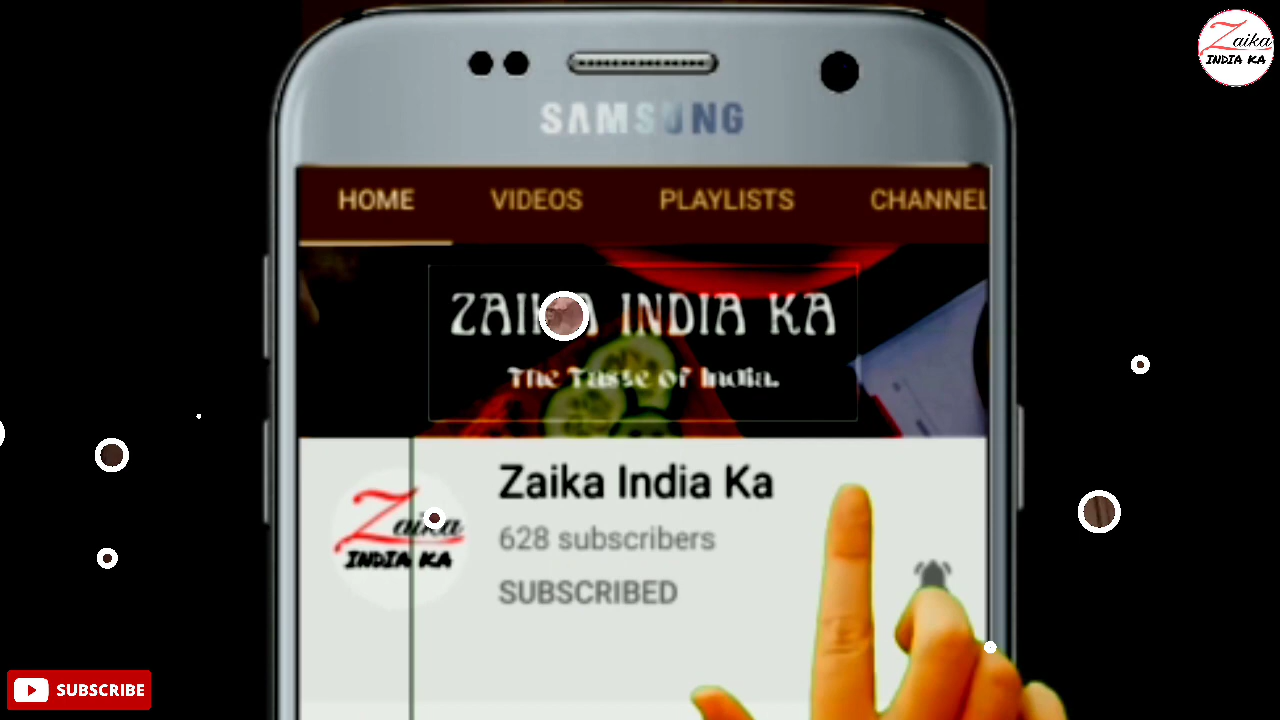 Zaika
INDIA KA
SAMSUNG
HOME VIDEOS PLAYLISTS CHANNEL
ZAIKA INDIA KA
The Taste of India.
Zaika India Ka
628 subscribers
SUBSCRIBED
Zaika
INDIA KA
SUBSCRIBE